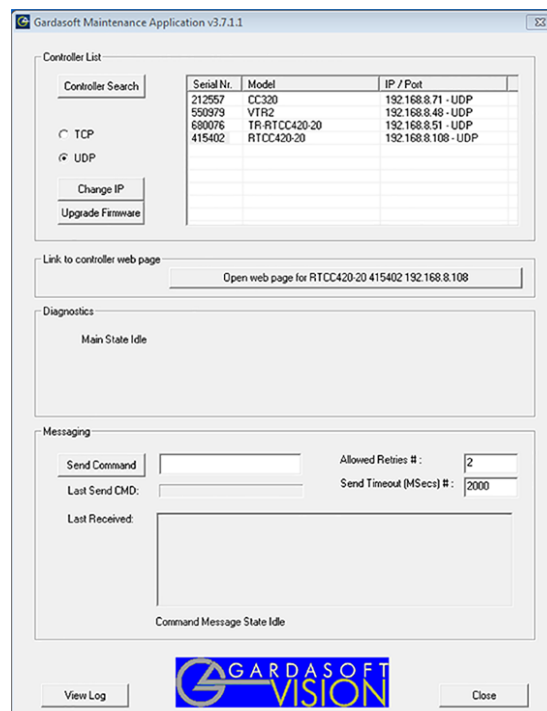 Gardasoft Maintenance Application v3.7.1.1
Controller List
Controller Search
Serial Nr. Model IP / Port
212557 CC320 192.168.8.71 - UDP
550979 VTR2 192.168.8.48 - UDP
680076 TR-RTCC420-20 192.168.8.51 - UDP
415402 RTCC420-20 192.168.8.108 - UDP
TCP
UDP
Change IP
Upgrade Firmware
Link to controller web page
Open web page for RTCC420-20 415402 192.168.8.108
Diagnostics
Main State Idle
Messaging
Send Command
Allowed Retries # : 2
Last Send CMD:
Send Timeout (MSecs) # : 2000
Last Received:
Command Message State Idle
View Log
GARDASOFT
VISION
Close